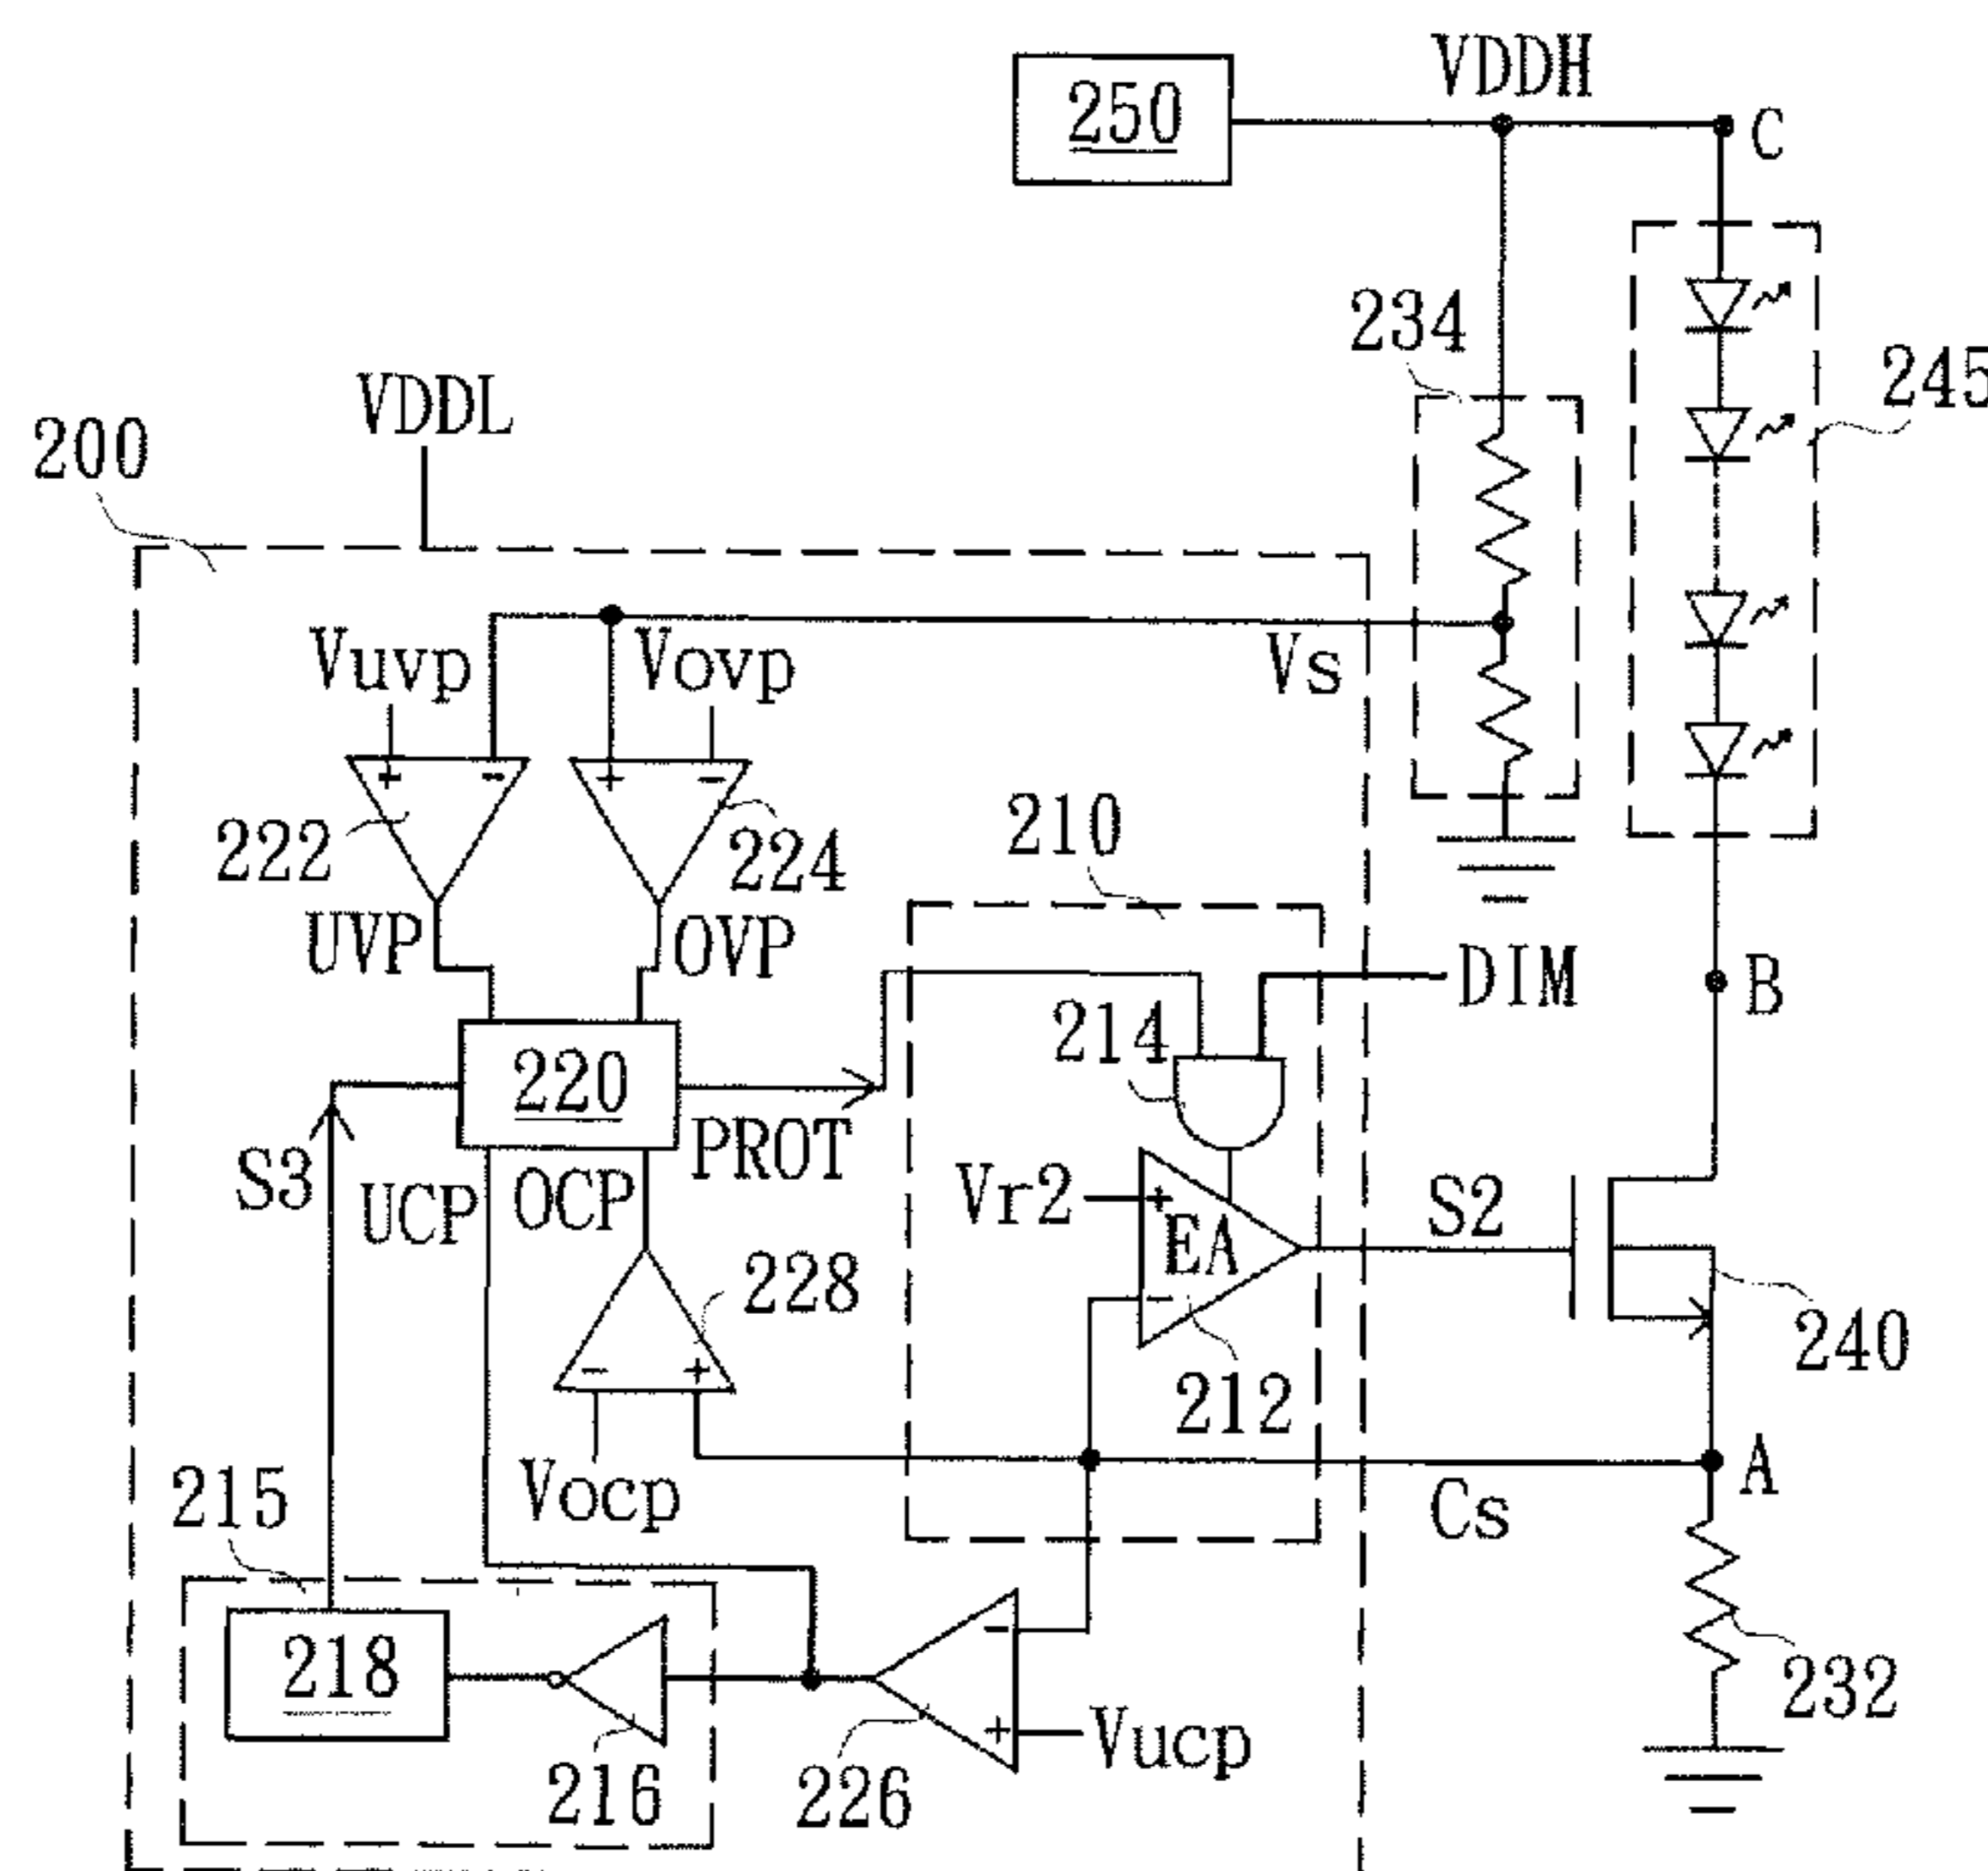 VDDH
250
C
234
245
VDDL
200
Vuvp
Vovp
Vs
+
-
+
-
222
224
210
UVP
OVP
DIM
B
214
220
S3
UCP
OCP
PROT
Vr2
+
EA
-
S2
228
240
212
-
+
Vocp
Cs
A
215
218
216
226
-
+
Vucp
232